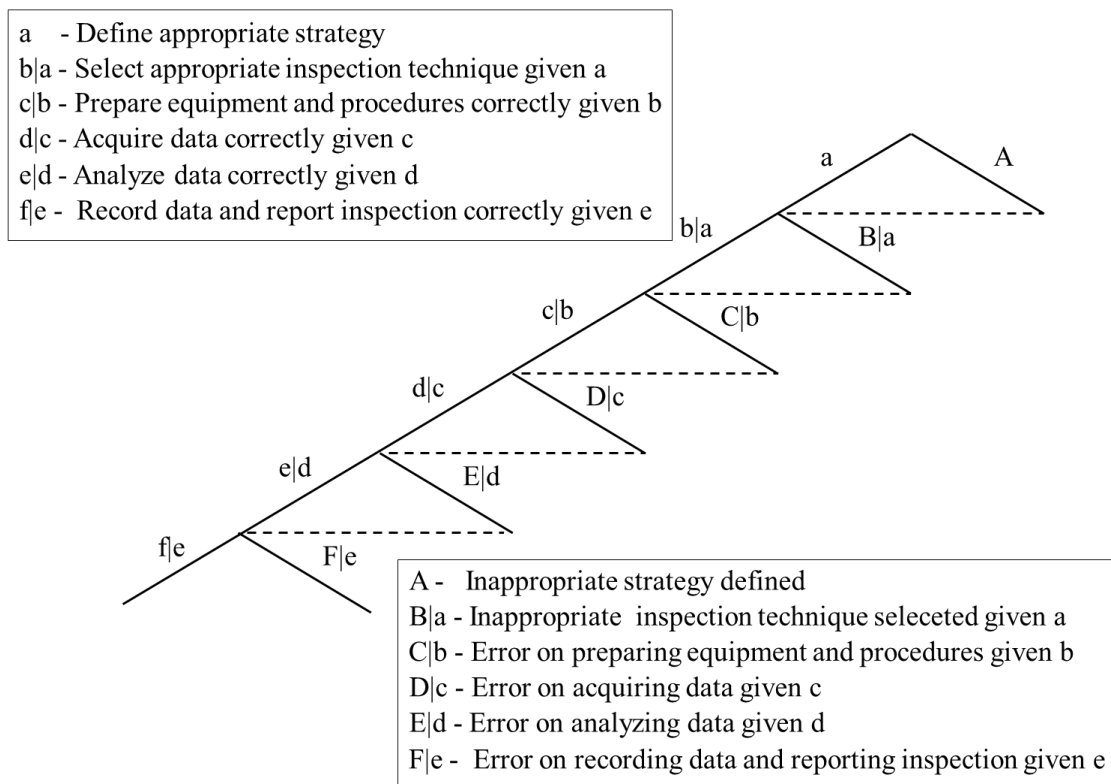 a - Define appropriate strategy
b|a - Select appropriate inspection technique given a
c|b - Prepare equipment and procedures correctly given b
d|c - Acquire data correctly given c
e|d - Analyze data correctly given d
f|e - Record data and report inspection correctly given e
a
A
b|a
B|a
c|b
C|b
d|c
D|c
e|d
E|d
f|e
F|e
A - Inappropriate strategy defined
B|a - Inappropriate inspection technique seleceted given a
C|b - Error on preparing equipment and procedures given b
D|c - Error on acquiring data given c
E|d - Error on analyzing data given d
F|e - Error on recording data and reporting inspection given e